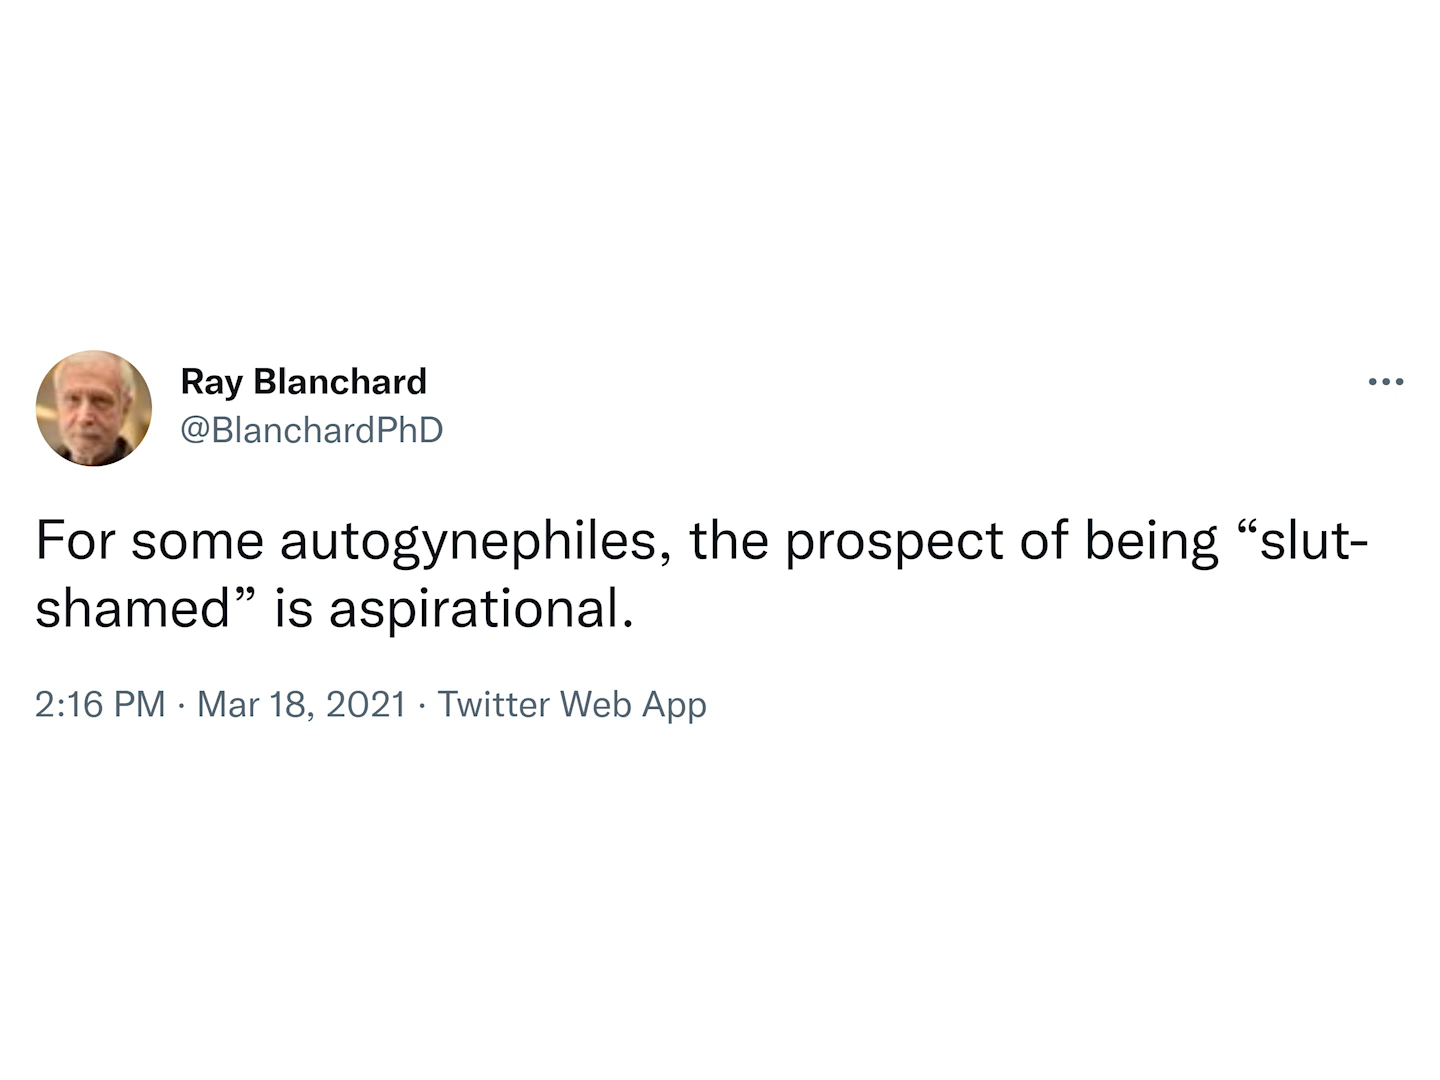 Ray Blanchard
@BlanchardPhD
For some autogynephiles, the prospect of being “slut-
shamed” is aspirational.
2:16 PM · Mar 18, 2021 · Twitter Web App